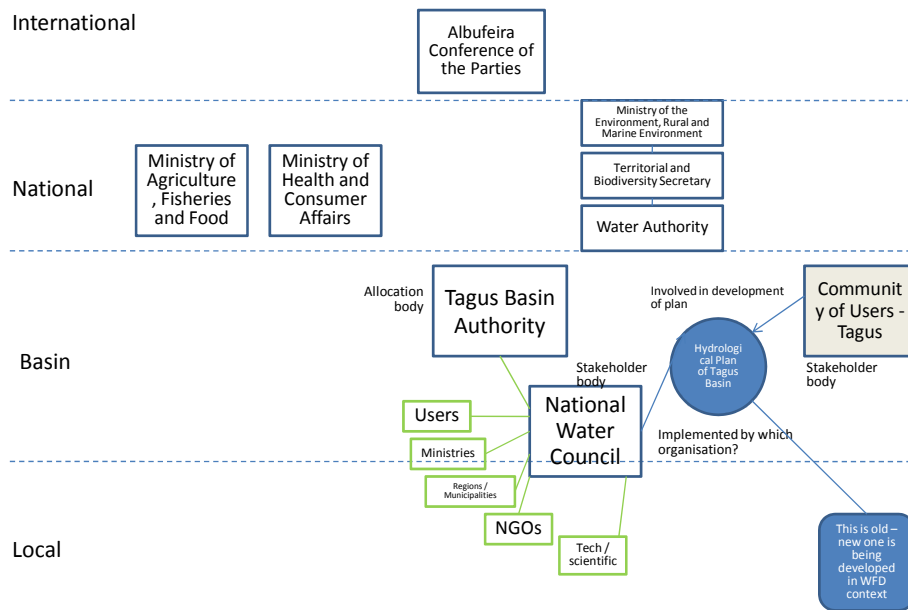 International
Albufeira
Conference of
the Parties
Ministry of the
Environment, Rural and
Marine Environment
National
Ministry of
Agriculture
, Fisheries
and Food
Ministry of
Health and
Consumer
Affairs
Territorial and
Biodiversity Secretary
Water Authority
Basin
Allocation
body
Tagus Basin
Authority
Involved in development
of plan
Communit
y of Users -
Tagus
Stakeholder
body
Hydrologi
cal Plan
of Tagus
Basin
Stakeholder
body
National
Water
Council
Users
Ministries
Implemented by which
organisation?
Regions /
Municipalities
NGOs
Tech /
scientific
Local
This is old –
new one is
being
developed
in WFD
context